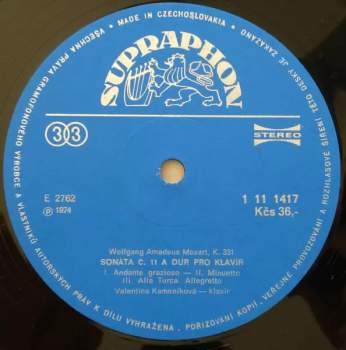 VŠECHNA PRÁVA GRAMOFONOVÉHO VÝROBCE A VLASTNÍKŮ AUTORSKÝCH PRÁV K DÍLU VYHRAŽENA. POŘIZOVÁNÍ KOPIÍ, VEŘEJNÉ PROVOZOVÁNÍ A ROZHLASOVÉ ŠÍŘENÍ TÉTO DESKY JE ZAKÁZÁNO • MADE IN CZECHOSLOVAKIA •
SUPRAPHON
33
STEREO
E 2762
Ⓟ 1974
1 11 1417
Kčs 36,-
Wolfgang Amadeus Mozart, K. 331
SONÁTA Č. 11 A DUR PRO KLAVÍR
I. Andante grazioso — II. Minuetto
III. Alla Turca. Allegretto
Valentina Kameníková — klavír